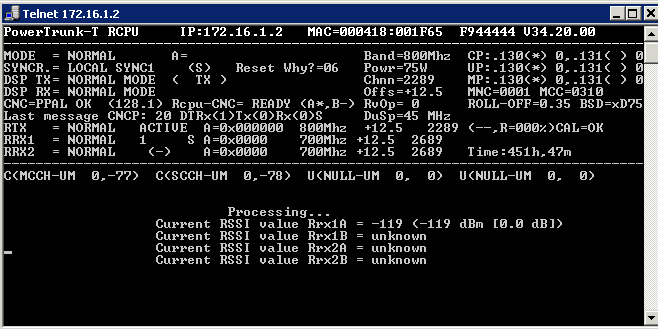 Telnet 172.16.1.2
PowerTrunk-T RCPU IP:172.16.1.2 MAC=000418:001F65 F944444 V34.20.00
MODE = NORMAL A= Band=800Mhz CP:.130(*) 0,.131( ) 0
SYNCR.= LOCAL SYNC1 (S) Reset Why?=06 Powr=75W UP:.130(*) 0,.131( ) 0
DSP TX= NORMAL MODE ( TX ) Chnn=2289 MP:.130(*) 0,.131( ) 0
DSP RX= NORMAL MODE Offs=+12.5 MNC=0001 MCC=0310
CNC=PPAL OK (128.1) Rcpu-CNC= READY (A*,B-) RvOp= 0 ROLL-OFF=0.35 BSD=xD75
Last message CNCP: 20 DTRx(1)Tx(0)Rx(0)S DuSp=45 MHz
RTX = NORMAL ACTIVE A=0x000000 800Mhz +12.5 2289 (--,R=000%)CAL=OK
RRX1 = NORMAL 1 S A=0x0000 700Mhz +12.5 2689
RRX2 = NORMAL (-) A=0x0000 700Mhz +12.5 2689 Time:451h,47m
C(MCCH-UM 0,-77) C(SCCH-UM 0,-78) U(NULL-UM 0, 0) U(NULL-UM 0, 0)
Processing...
Current RSSI value Rrx1A = -119 (-119 dBm [0.0 dB])
Current RSSI value Rrx1B = unknown
Current RSSI value Rrx2A = unknown
Current RSSI value Rrx2B = unknown